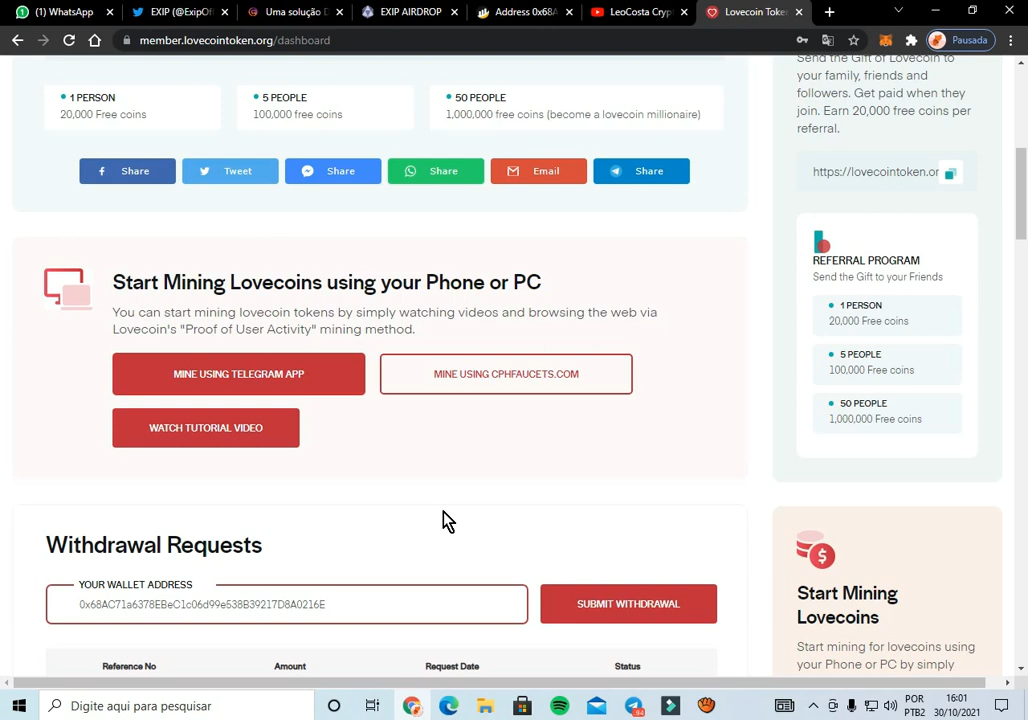 (1) WhatsApp
EXIP (@ExipOf
Uma solução D
EXIP AIRDROP
Address 0x68A
LeoCosta Cryp
Lovecoin Toke
member.lovecointoken.org/dashboard
Pausada
1 PERSON
20,000 Free coins
5 PEOPLE
100,000 free coins
50 PEOPLE
1,000,000 free coins (become a lovecoin millionaire)
Share
Tweet
Share
Share
Email
Share
Start Mining Lovecoins using your Phone or PC
You can start mining lovecoin tokens by simply watching videos and browsing the web via
Lovecoin's "Proof of User Activity" mining method.
MINE USING TELEGRAM APP
MINE USING CPHFAUCETS.COM
WATCH TUTORIAL VIDEO
Withdrawal Requests
YOUR WALLET ADDRESS
0x68AC71a6378EBeC1c06d99e538B39217D8A0216E
SUBMIT WITHDRAWAL
Reference No
Amount
Request Date
Status
Send the Gift of Lovecoin to
your family, friends and
followers. Get paid when they
join. Earn 20,000 free coins per
referral.
https://lovecointoken.or
REFERRAL PROGRAM
Send the Gift to your Friends
1 PERSON
20,000 Free coins
5 PEOPLE
100,000 Free coins
50 PEOPLE
1,000,000 Free coins
Start Mining
Lovecoins
Start mining for lovecoins using
your Phone or PC by simply
Digite aqui para pesquisar
POR
PTB2
16:01
30/10/2021